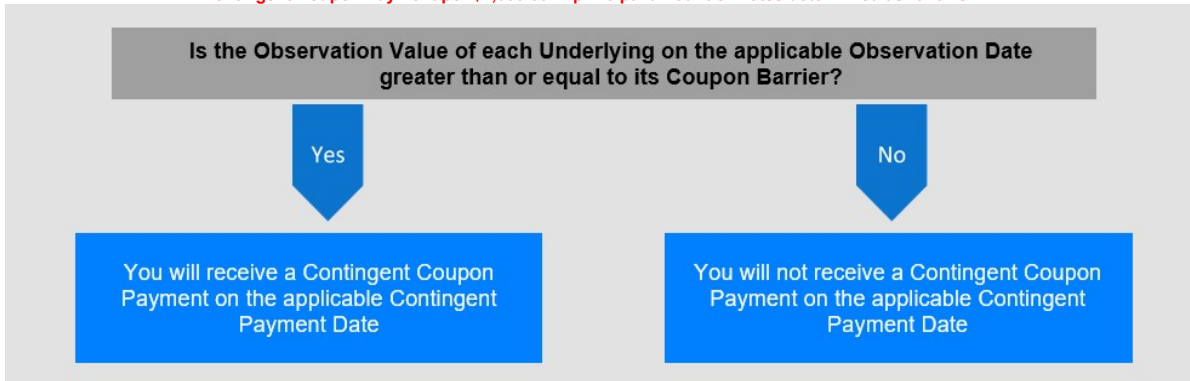 Is the Observation Value of each Underlying on the applicable Observation Date
greater than or equal to its Coupon Barrier?
Yes
No
You will receive a Contingent Coupon
Payment on the applicable Contingent
Payment Date
You will not receive a Contingent Coupon
Payment on the applicable Contingent
Payment Date